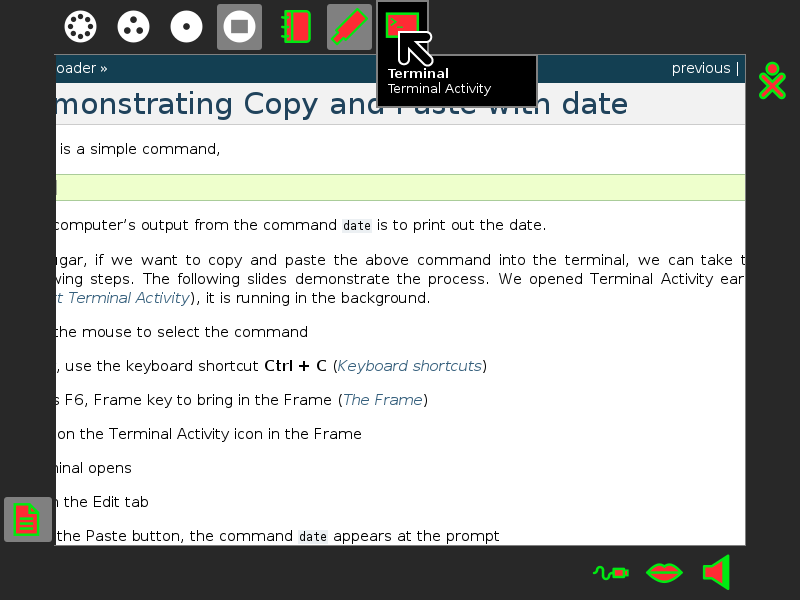 Terminal
Terminal Activity
oader » previous |
monstrating Copy and with date
is a simple command,
computer's output from the command date is to print out the date.
ugar, if we want to copy and paste the above command into the terminal, we can take t
wing steps. The following slides demonstrate the process. We opened Terminal Activity ear
t Terminal Activity), it is running in the background.
the mouse to select the command
, use the keyboard shortcut Ctrl + C (Keyboard shortcuts)
s F6, Frame key to bring in the Frame (The Frame)
on the Terminal Activity icon in the Frame
minal opens
n the Edit tab
the Paste button, the command date appears at the prompt